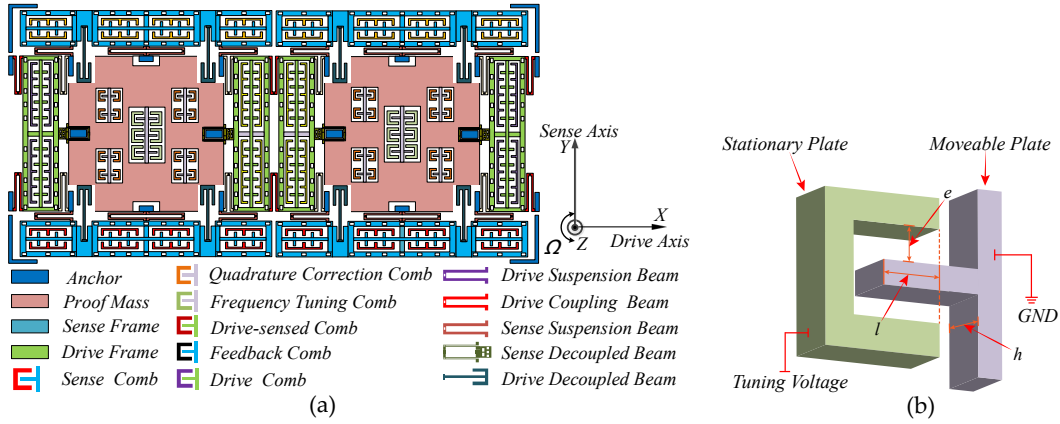 Sense Axis
Y
X
Z
Ω
Drive Axis
Anchor
Proof Mass
Sense Frame
Drive Frame
Sense Comb
Quadrature Correction Comb
Frequency Tuning Comb
Drive-sensed Comb
Feedback Comb
Drive Comb
Drive Suspension Beam
Drive Coupling Beam
Sense Suspension Beam
Sense Decoupled Beam
Drive Decoupled Beam
(a)
Stationary Plate
Moveable Plate
e
l
h
GND
Tuning Voltage
(b)